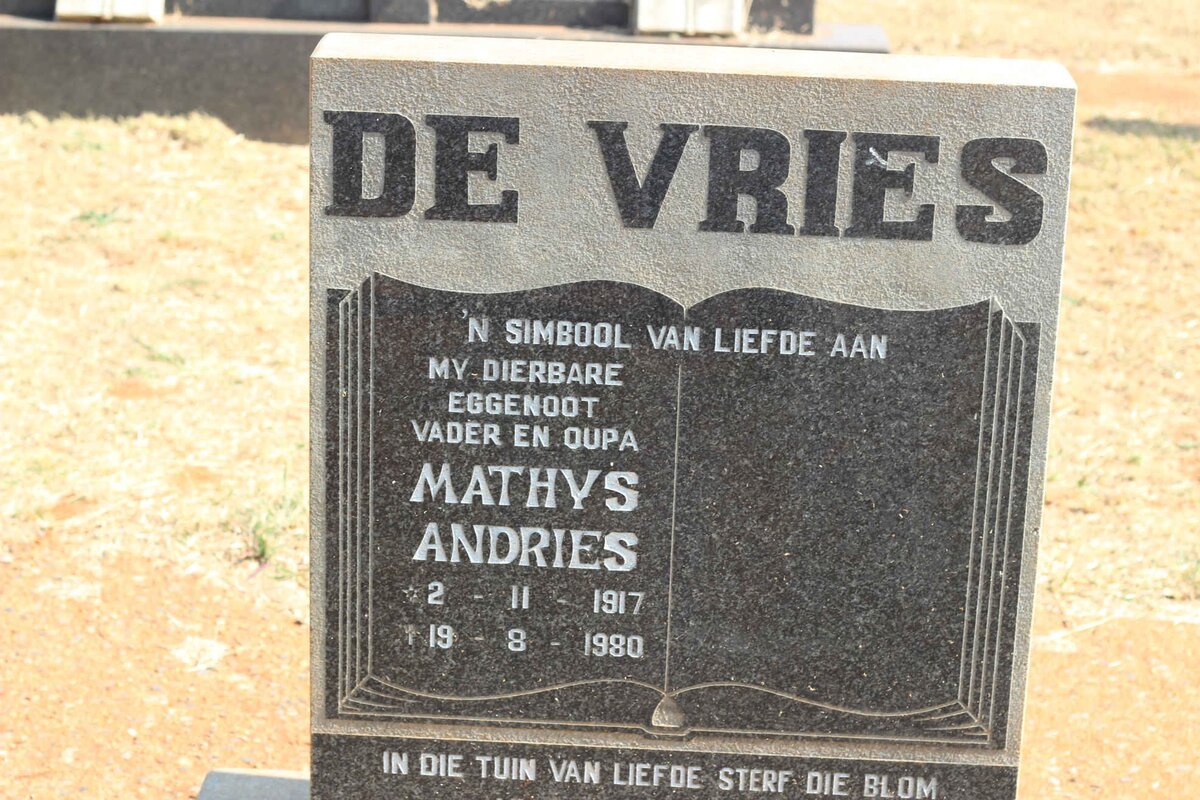 DE VRIES
'N SIMBOOL VAN LIEFDE AAN
MY DIERBARE
EGGENOOT
VADER EN OUPA
MATHYS
ANDRIES
☆ 2 - 11 - 1917
† 19 - 8 - 1980
IN DIE TUIN VAN LIEFDE STERF DIE BLOM